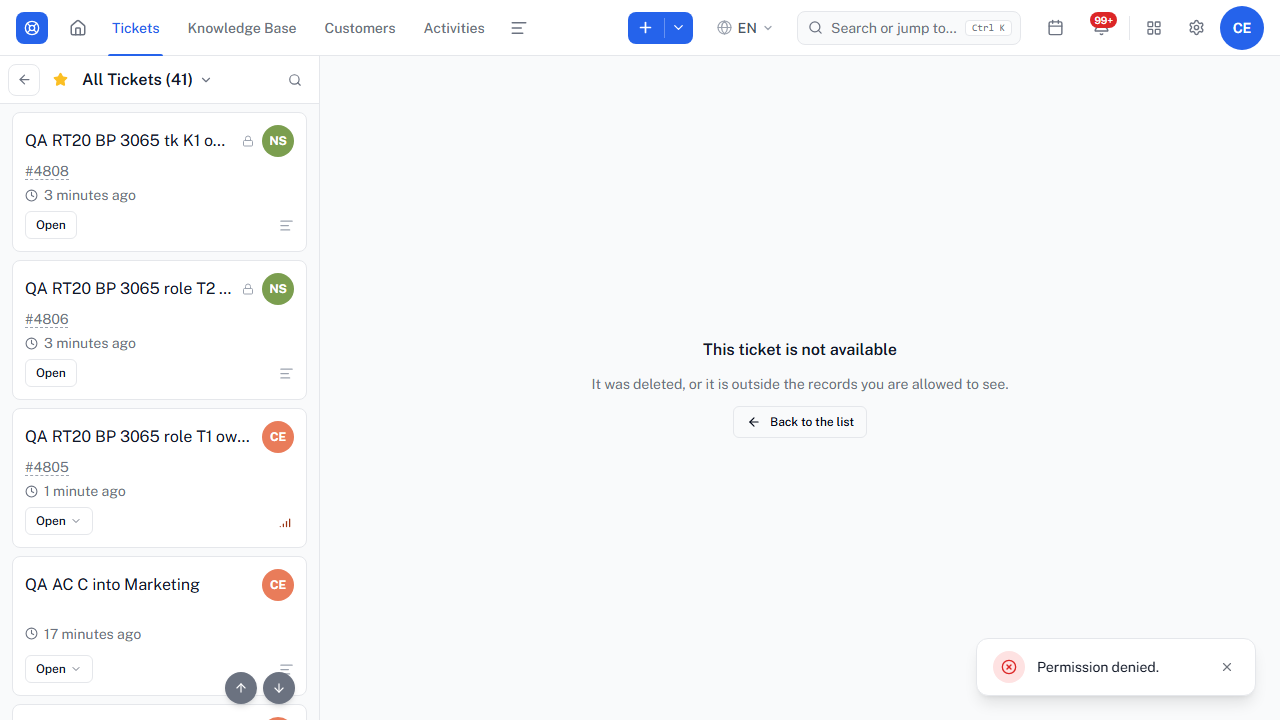 Tickets
Knowledge Base
Customers
Activities
EN
Search or jump to...
Ctrl K
99+
CE
All Tickets (41)
QA RT20 BP 3065 tk K1 o...
NS
#4808
3 minutes ago
Open
QA RT20 BP 3065 role T2 ...
NS
#4806
3 minutes ago
Open
QA RT20 BP 3065 role T1 ow...
CE
#4805
1 minute ago
Open
QA AC C into Marketing
CE
17 minutes ago
Open
This ticket is not available
It was deleted, or it is outside the records you are allowed to see.
Back to the list
Permission denied.